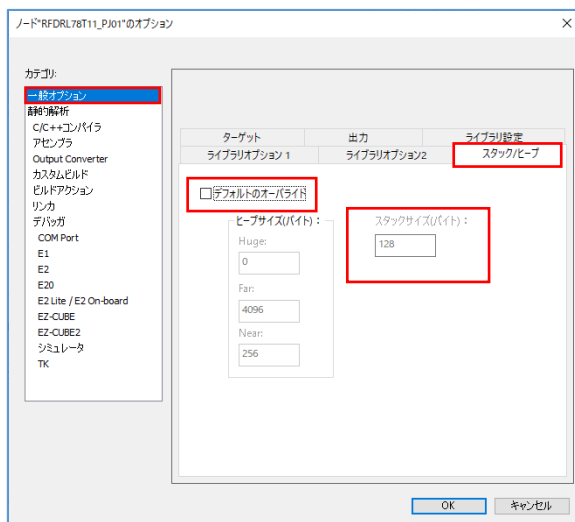 ノード"RFDRL78T11_PJ01"のオプション
カテゴリ:
一般オプション
静的解析
C/C++コンパイラ
アセンブラ
Output Converter
カスタムビルド
ビルドアクション
リンカ
デバッガ
COM Port
E1
E2
E20
E2 Lite / E2 On-board
EZ-CUBE
EZ-CUBE2
シミュレータ
TK
ターゲット 出力 ライブラリ設定
ライブラリオプション 1 ライブラリオプション2 スタック/ヒープ
デフォルトのオーバライド
ヒープサイズ(バイト)： スタックサイズ(バイト)：
Huge: 128
0
Far:
4096
Near:
256
OK キャンセル